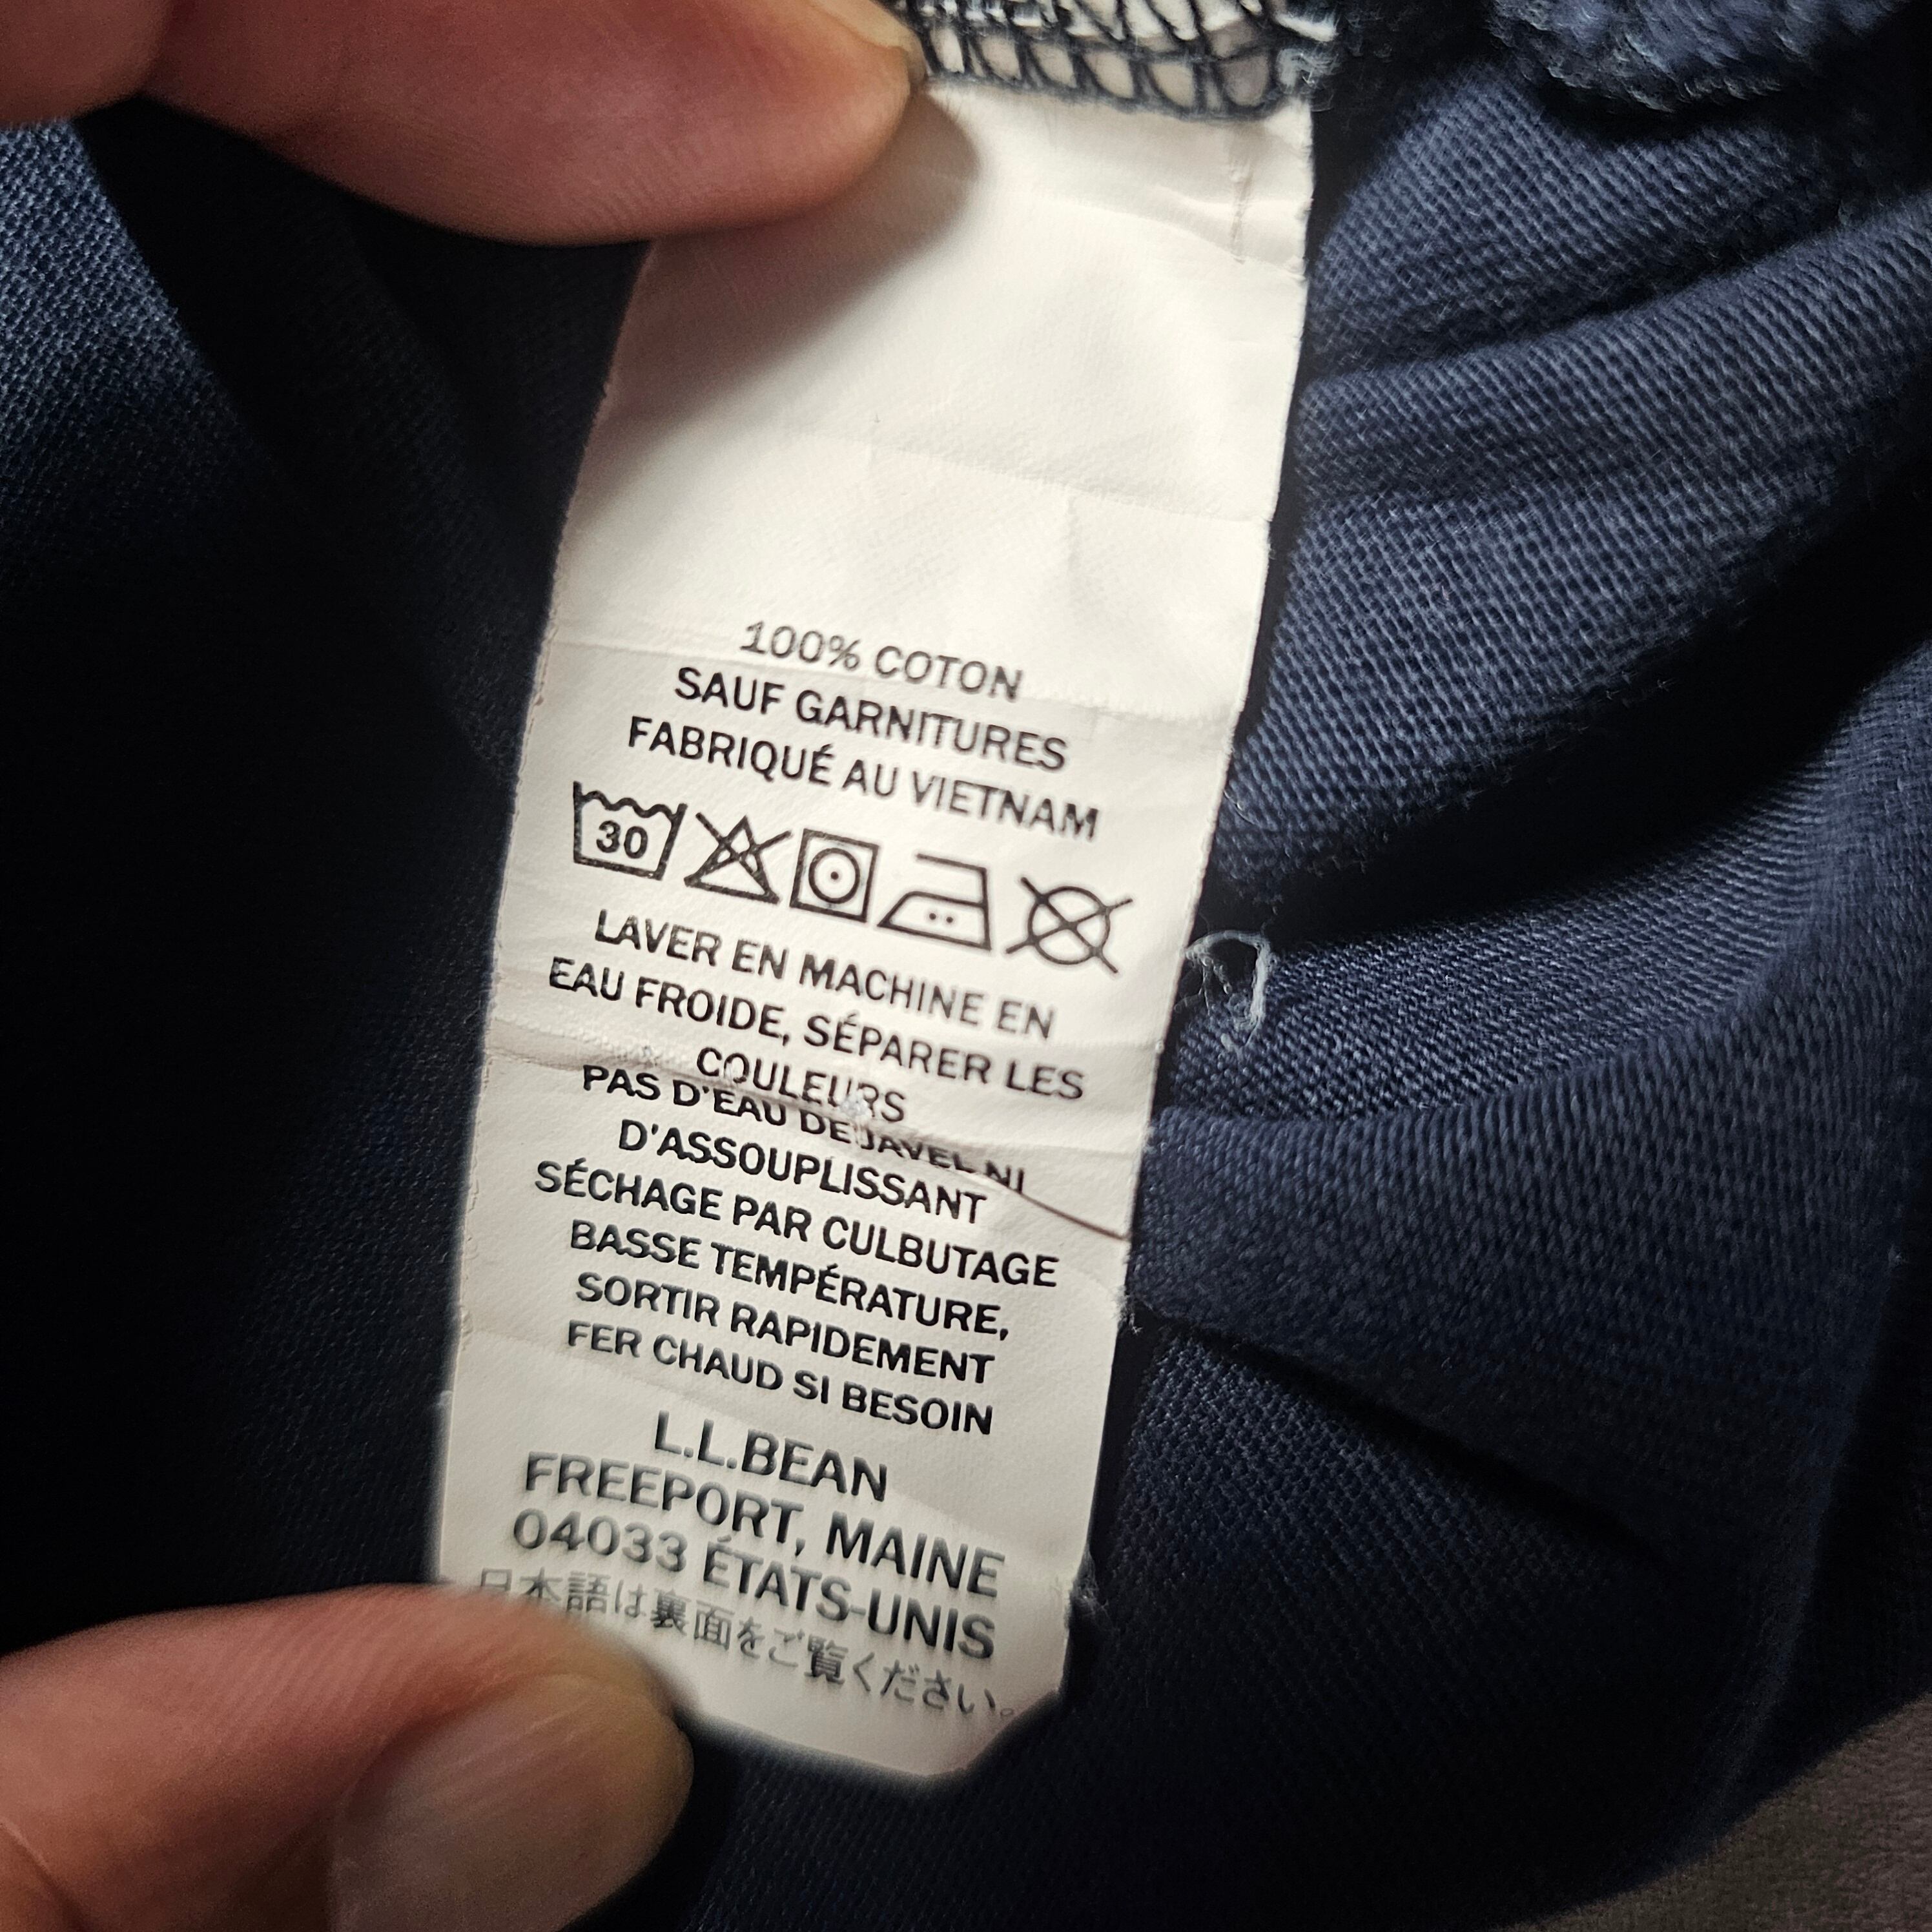 100% COTON
SAUF GARNITURES
FABRIQUÉ AU VIETNAM
30
LAVER EN MACHINE EN
EAU FROIDE, SÉPARER LES
COULEURS
PAS D'EAU DE JAVEL NI
D'ASSOUPLISSANT
SÉCHAGE PAR CULBUTAGE
BASSE TEMPÉRATURE,
SORTIR RAPIDEMENT
FER CHAUD SI BESOIN
L.L.BEAN
FREEPORT, MAINE
04033 ÉTATS-UNIS
日本語は裏面をご覧ください。